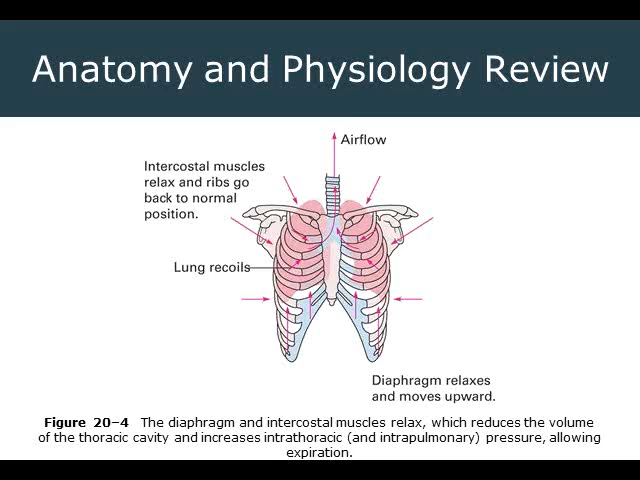 Anatomy and Physiology Review
Airflow
Intercostal muscles
relax and ribs go
back to normal
position.
Lung recoils
Diaphragm relaxes
and moves upward.
Figure 20–4 The diaphragm and intercostal muscles relax, which reduces the volume
of the thoracic cavity and increases intrathoracic (and intrapulmonary) pressure, allowing
expiration.